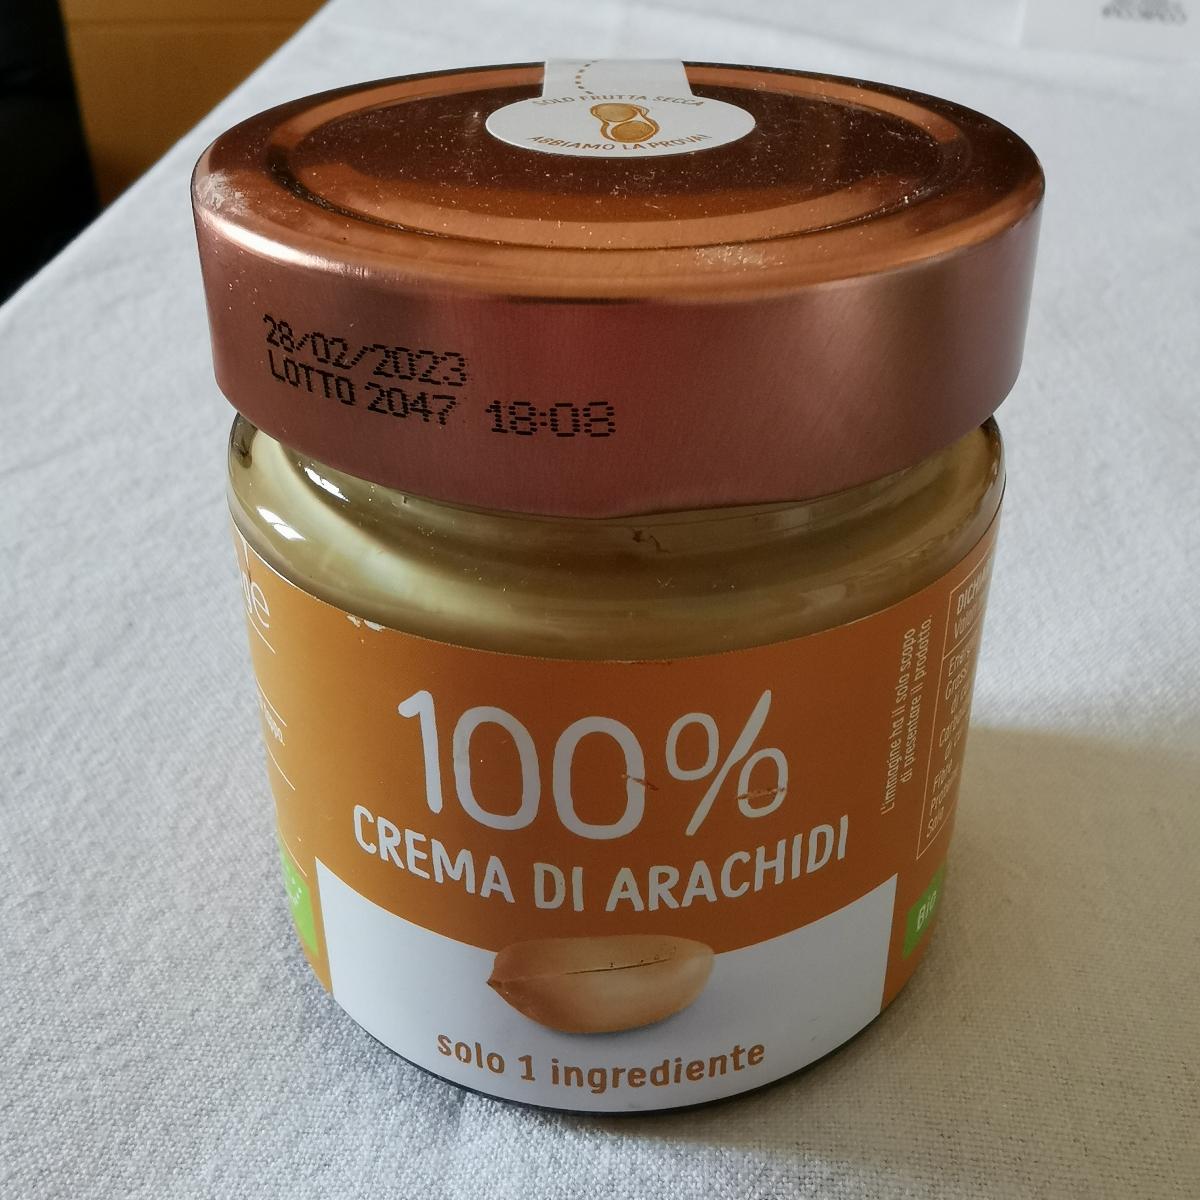 SOLO FRUTTA SECCA
ABBIAMO LA PROVA!
28/02/2023
LOTTO 2047 18:08
100%
CREMA DI ARACHIDI
solo 1 ingrediente
L'immagine ha il solo scopo
di presentare il prodotto.
Bio